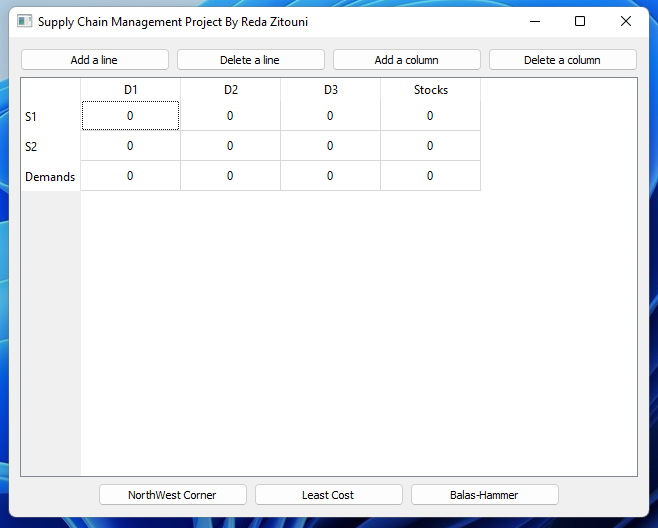 Supply Chain Management Project By Reda Zitouni
Add a line Delete a line Add a column Delete a column
D1 D2 D3 Stocks
S1 0 0 0 0
S2 0 0 0 0
Demands 0 0 0 0
NorthWest Corner Least Cost Balas-Hammer